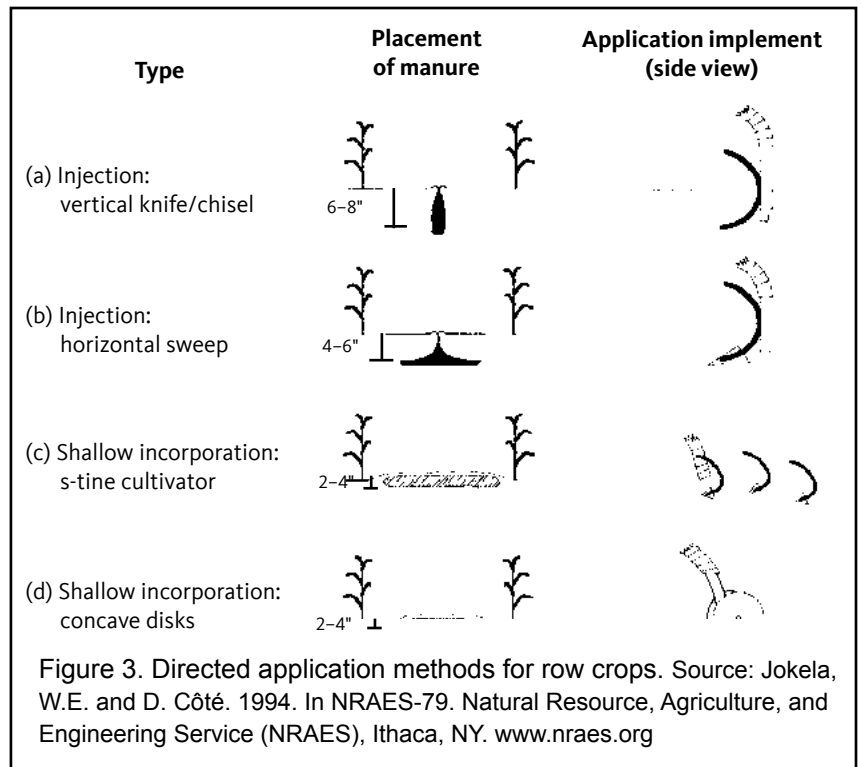 Type
Placement
of manure
Application implement
(side view)
(a) Injection:
vertical knife/chisel
6–8"
(b) Injection:
horizontal sweep
4–6"
(c) Shallow incorporation:
s-tine cultivator
2–4"
(d) Shallow incorporation:
concave disks
2–4"
Figure 3. Directed application methods for row crops. Source: Jokela,
W.E. and D. Côté. 1994. In NRAES-79. Natural Resource, Agriculture, and
Engineering Service (NRAES), Ithaca, NY. www.nraes.org